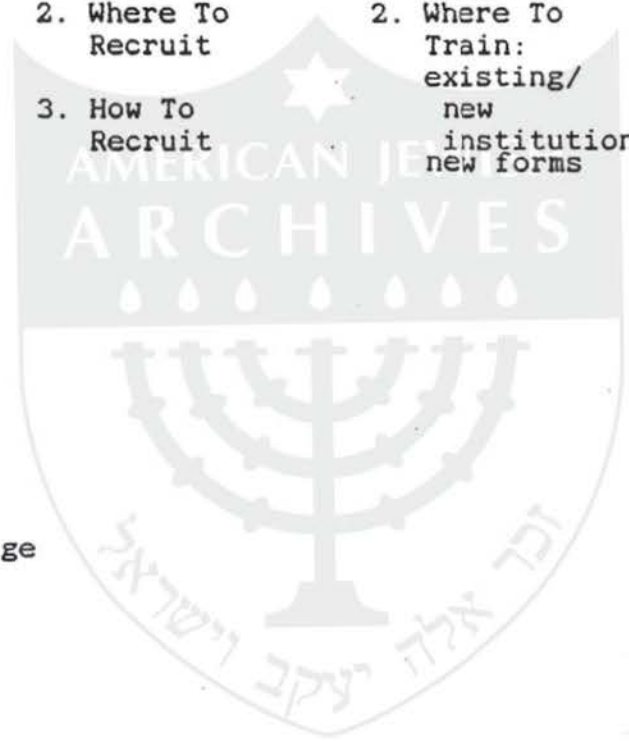 2. Where To
Recruit
3. How To
Recruit
2. Where To
Train:
existing/
new
institution
new forms
AMERICAN JEWISH
ARCHIVES
ge
זכר אלה יעקב וישראל